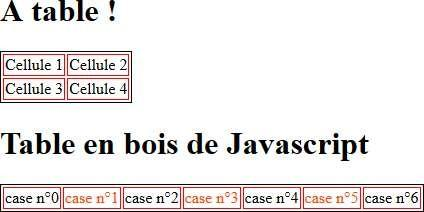 A table !
Cellule 1 Cellule 2
Cellule 3 Cellule 4
Table en bois de Javascript
case n°0 case n°1 case n°2 case n°3 case n°4 case n°5 case n°6